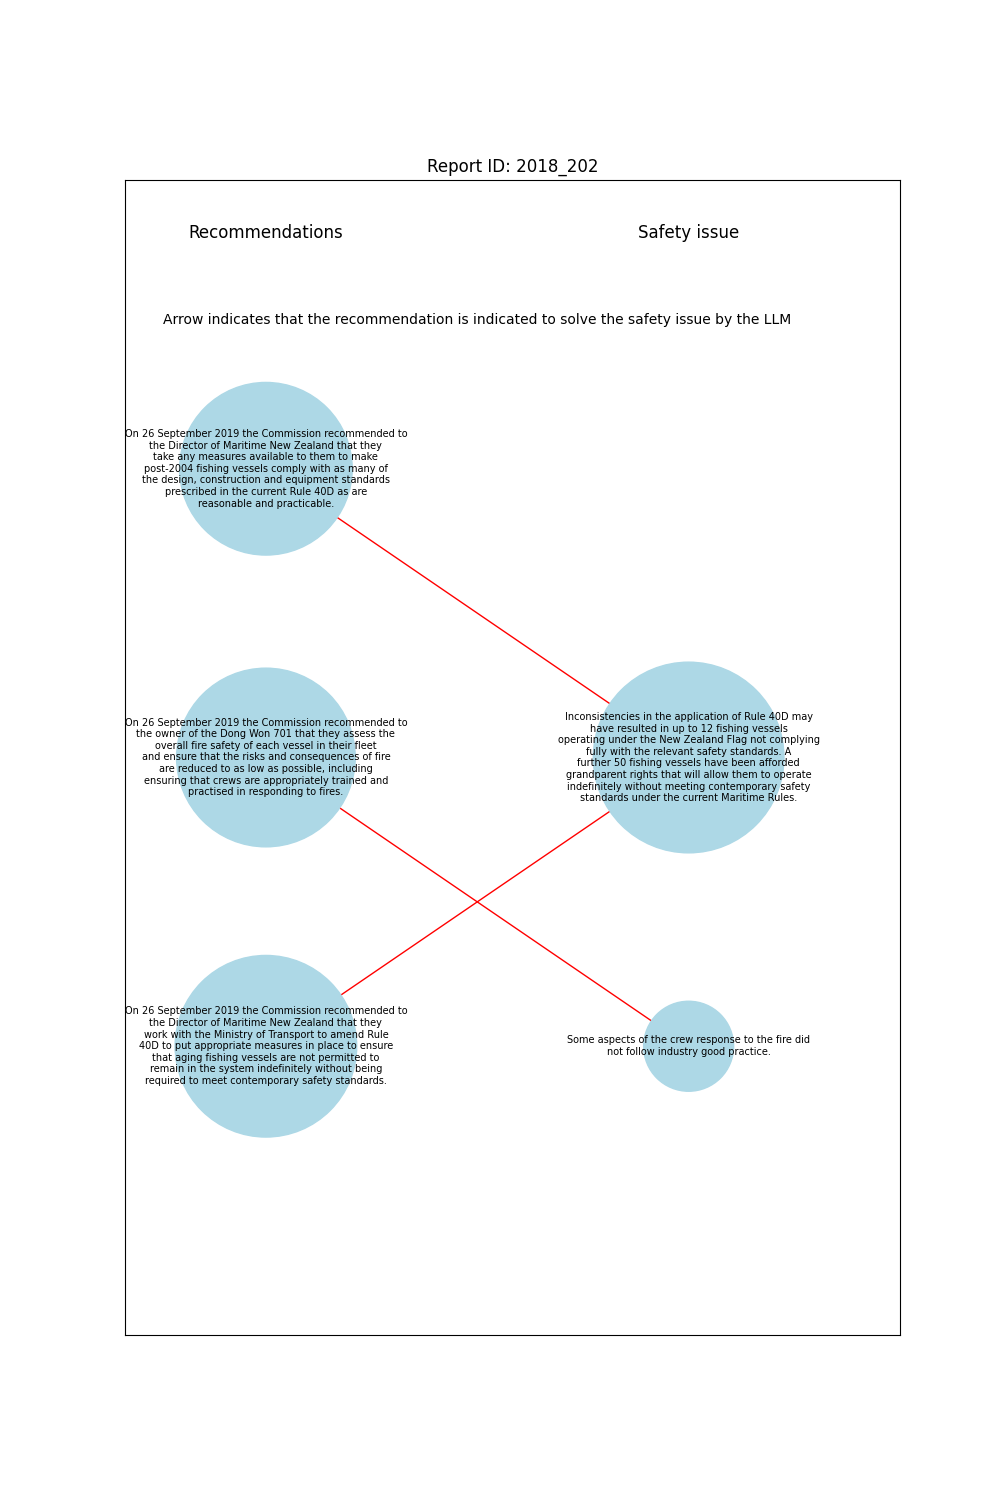 Report ID: 2018_202
Recommendations
Safety issue
Arrow indicates that the recommendation is indicated to solve the safety issue by the LLM
On 26 September 2019 the Commission recommended to
the Director of Maritime New Zealand that they
take any measures available to them to make
post-2004 fishing vessels comply with as many of
the design, construction and equipment standards
prescribed in the current Rule 40D as are
reasonable and practicable.
On 26 September 2019 the Commission recommended to
the owner of the Dong Won 701 that they assess the
overall fire safety of each vessel in their fleet
and ensure that the risks and consequences of fire
are reduced to as low as possible, including
ensuring that crews are appropriately trained and
practised in responding to fires.
Inconsistencies in the application of Rule 40D may
have resulted in up to 12 fishing vessels
operating under the New Zealand Flag not complying
fully with the relevant safety standards. A
further 50 fishing vessels have been afforded
grandparent rights that will allow them to operate
indefinitely without meeting contemporary safety
standards under the current Maritime Rules.
On 26 September 2019 the Commission recommended to
the Director of Maritime New Zealand that they
work with the Ministry of Transport to amend Rule
40D to put appropriate measures in place to ensure
that aging fishing vessels are not permitted to
remain in the system indefinitely without being
required to meet contemporary safety standards.
Some aspects of the crew response to the fire did
not follow industry good practice.